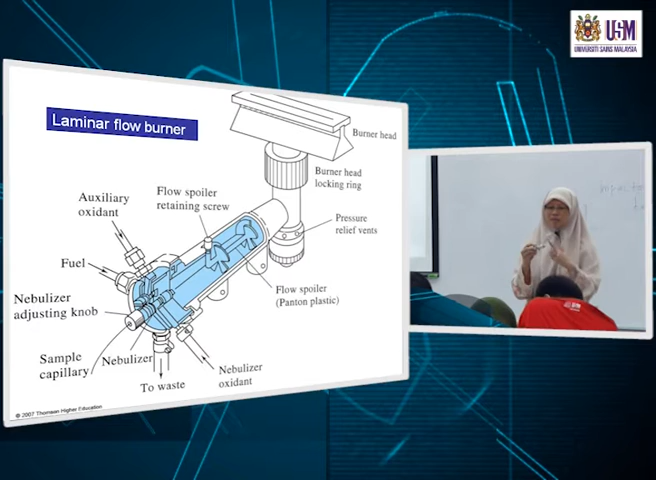 USM
UNIVERSITI SAINS MALAYSIA
Laminar flow burner
Burner head
Burner head
locking ring
Flow spoiler
retaining screw
Auxiliary
oxidant
Pressure
relief vents
Fuel
Flow spoiler
(Panton plastic)
Nebulizer
adjusting knob
Sample
capillary
Nebulizer
Nebulizer
oxidant
To waste
© 2007 Thomson Higher Education